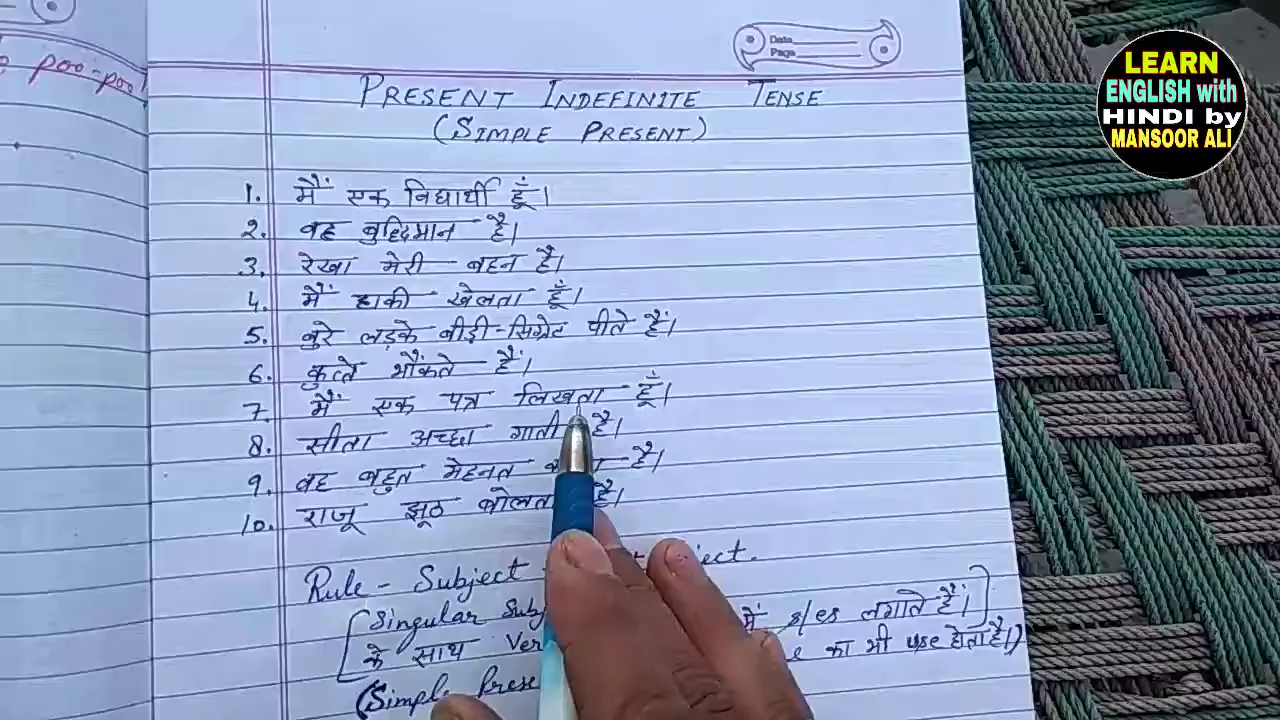 poo-poo
Date
Page
LEARN
ENGLISH with
HINDI by
MANSOOR ALI
PRESENT INDEFINITE TENSE
(SIMPLE PRESENT)
1. मैं एक विद्यार्थी हूँ।
2. वह बुद्धिमान है।
3. रेखा मेरी बहन है।
4. मैं हाकी खेलता हूँ।
5. बुरे लड़के बीड़ी-सिग्रेट पीते हैं।
6. कुत्ते भौंकते हैं।
7. मैं एक पत्र लिखता हूँ।
8. सीता अच्छा गाती है।
9. वह बहुत मेहनत है।
10. राजू झूठ बोलता है।
Rule - Subject
[Singular में s/es लगाते हैं।]
के साथ का भी use होता है।)
(Simple